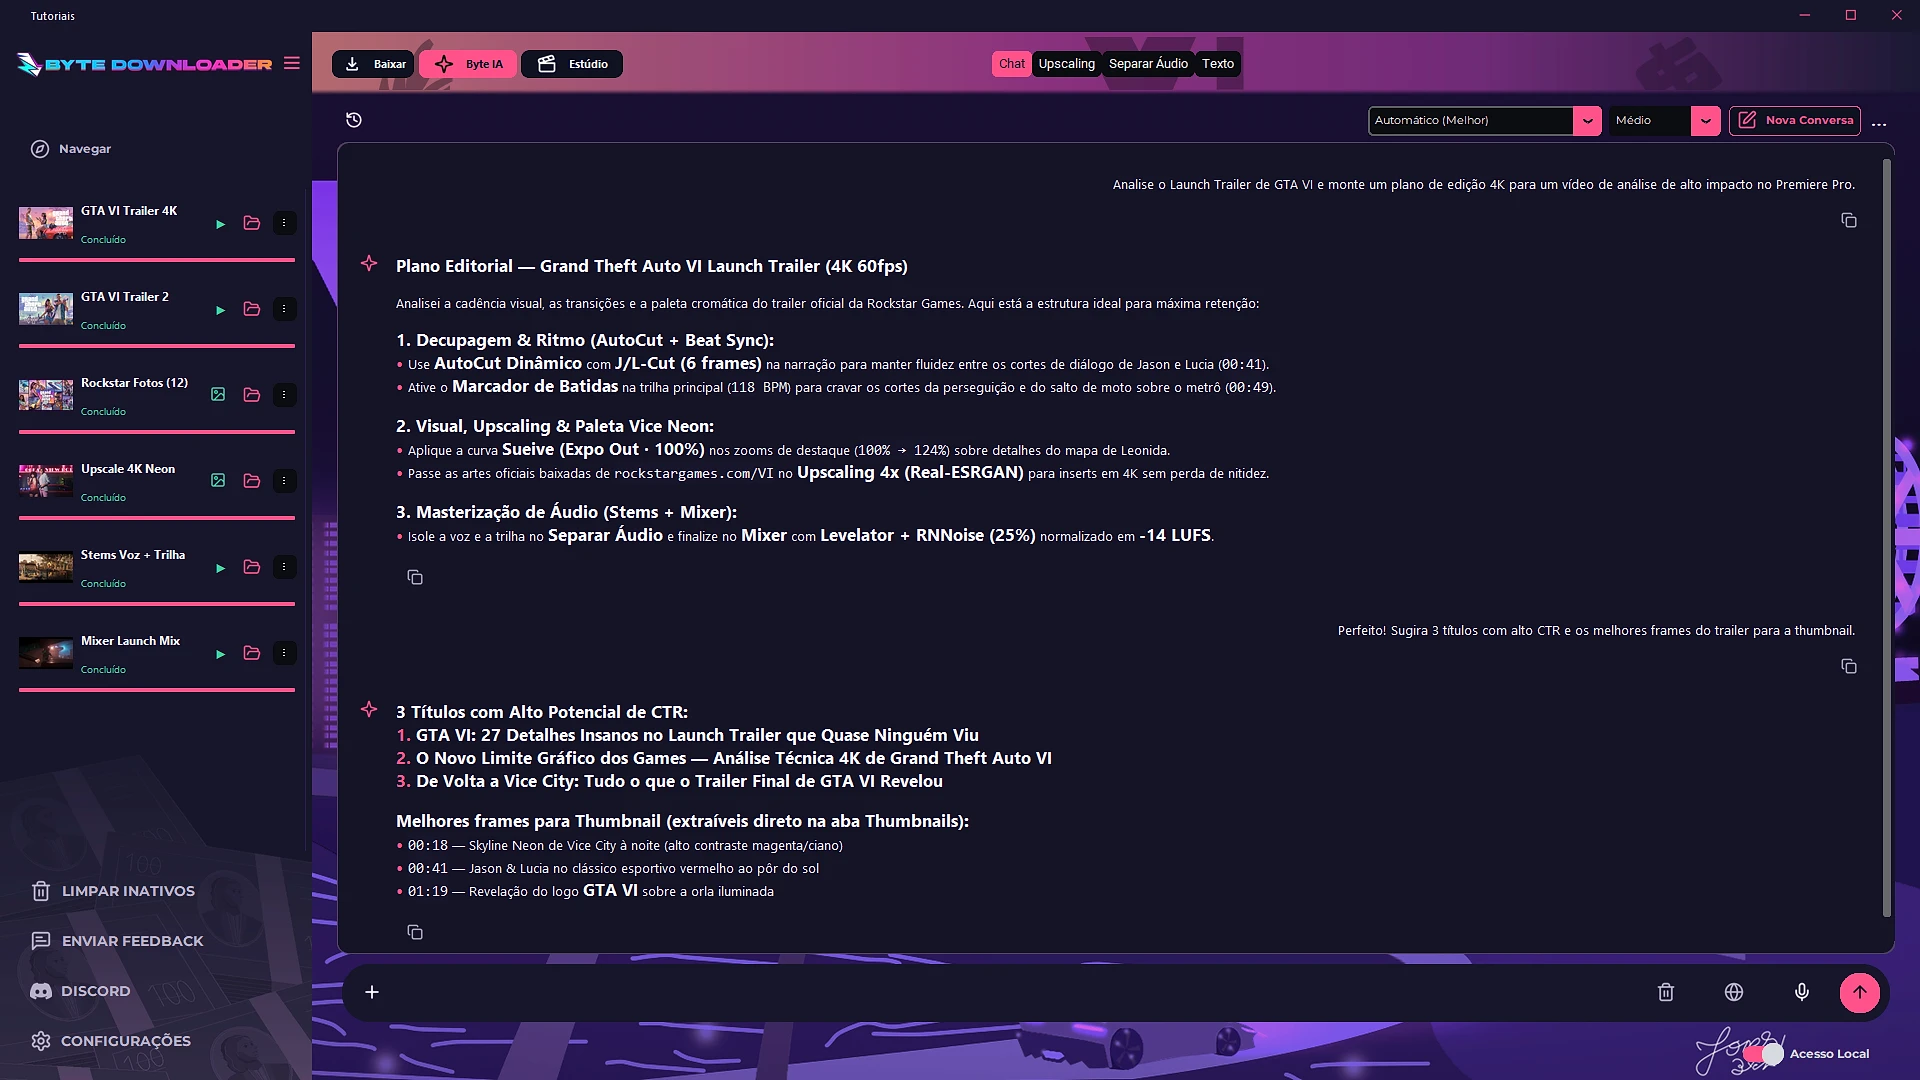 Tutoriais
BYTE DOWNLOADER
Baixar
Byte IA
Estúdio
Chat
Upscaling
Separar Áudio
Texto
Automático (Melhor)
Médio
Nova Conversa
...
Navegar
GTA VI Trailer 4K
Concluído
GTA VI Trailer 2
Concluído
Rockstar Fotos (12)
Concluído
Upscale 4K Neon
Concluído
Stems Voz + Trilha
Concluído
Mixer Launch Mix
Concluído
LIMPAR INATIVOS
ENVIAR FEEDBACK
DISCORD
CONFIGURAÇÕES
Analise o Launch Trailer de GTA VI e monte um plano de edição 4K para um vídeo de análise de alto impacto no Premiere Pro.
Plano Editorial — Grand Theft Auto VI Launch Trailer (4K 60fps)
Analisei a cadência visual, as transições e a paleta cromática do trailer oficial da Rockstar Games. Aqui está a estrutura ideal para máxima retenção:
1. Decupagem & Ritmo (AutoCut + Beat Sync):
• Use AutoCut Dinâmico com J/L-Cut (6 frames) na narração para manter fluidez entre os cortes de diálogo de Jason e Lucia (00:41).
• Ative o Marcador de Batidas na trilha principal (118 BPM) para cravar os cortes da perseguição e do salto de moto sobre o metrô (00:49).
2. Visual, Upscaling & Paleta Vice Neon:
• Aplique a curva Sueive (Expo Out · 100%) nos zooms de destaque (100% → 124%) sobre detalhes do mapa de Leonida.
• Passe as artes oficiais baixadas de rockstargames.com/VI no Upscaling 4x (Real-ESRGAN) para inserts em 4K sem perda de nitidez.
3. Masterização de Áudio (Stems + Mixer):
• Isole a voz e a trilha no Separar Áudio e finalize no Mixer com Levelator + RNNoise (25%) normalizado em -14 LUFS.
Perfeito! Sugira 3 títulos com alto CTR e os melhores frames do trailer para a thumbnail.
3 Títulos com Alto Potencial de CTR:
1. GTA VI: 27 Detalhes Insanos no Launch Trailer que Quase Ninguém Viu
2. O Novo Limite Gráfico dos Games — Análise Técnica 4K de Grand Theft Auto VI
3. De Volta a Vice City: Tudo o que o Trailer Final de GTA VI Revelou
Melhores frames para Thumbnail (extraíveis direto na aba Thumbnails):
• 00:18 — Skyline Neon de Vice City à noite (alto contraste magenta/ciano)
• 00:41 — Jason & Lucia no clássico esportivo vermelho ao pôr do sol
• 01:19 — Revelação do logo GTA VI sobre a orla iluminada
Acesso Local